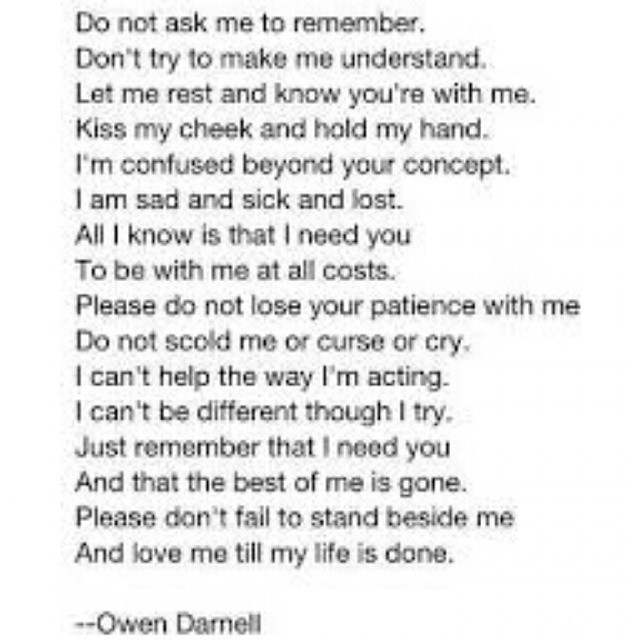 Do not ask me to remember.
Don't try to make me understand.
Let me rest and know you're with me.
Kiss my cheek and hold my hand.
I'm confused beyond your concept.
I am sad and sick and lost.
All I know is that I need you
To be with me at all costs.
Please do not lose your patience with me
Do not scold me or curse or cry.
I can't help the way I'm acting.
I can't be different though I try.
Just remember that I need you
And that the best of me is gone.
Please don't fail to stand beside me
And love me till my life is done.
--Owen Darnell